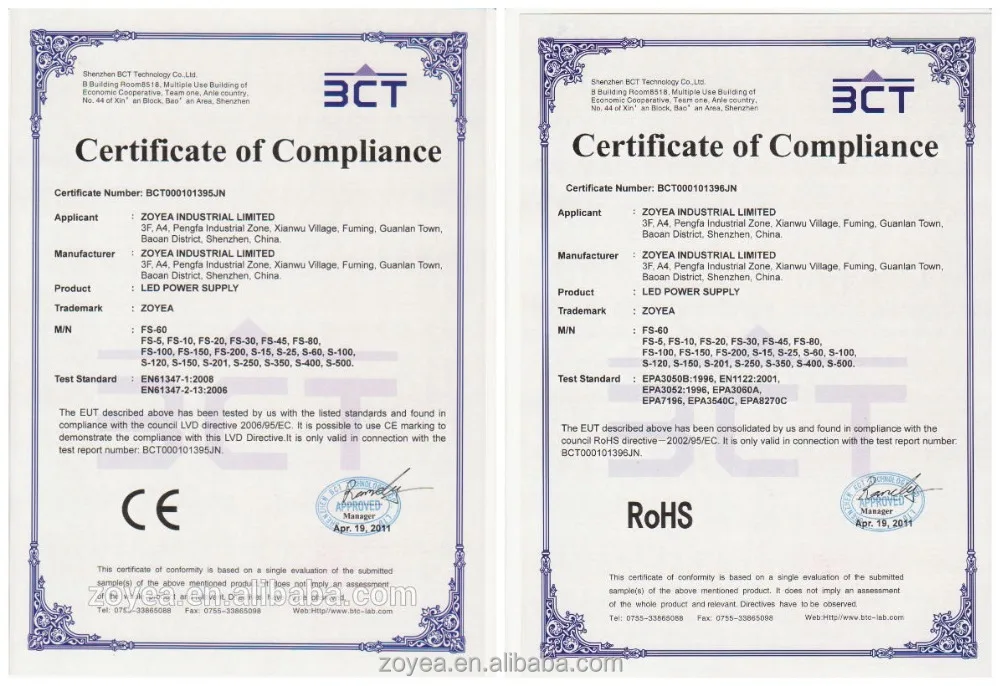 Shenzhen BCT Technology Co.,Ltd.
B Building Room8518, Multiple Use Building of
Economic Cooperative, Team one, Anle country,
No. 44 of Xin' an Block, Bao' an Area, Shenzhen
BCT
Certificate of Compliance
Certificate Number: BCT000101395JN
Applicant : ZOYEA INDUSTRIAL LIMITED
3F, A4, Pengfa Industrial Zone, Xianwu Village, Fuming, Guanlan Town,
Baoan District, Shenzhen, China.
Manufacturer : ZOYEA INDUSTRIAL LIMITED
3F, A4, Pengfa Industrial Zone, Xianwu Village, Fuming, Guanlan Town,
Baoan District, Shenzhen, China.
Product : LED POWER SUPPLY
Trademark : ZOYEA
M/N : FS-60
FS-5, FS-10, FS-20, FS-30, FS-45, FS-80,
FS-100, FS-150, FS-200, S-15, S-25, S-60, S-100,
S-120, S-150, S-201, S-250, S-350, S-400, S-500.
Test Standard : EN61347-1:2008
EN61347-2-13:2006
The EUT described above has been tested by us with the listed standards and found in
compliance with the council LVD directive 2006/95/EC. It is possible to use CE marking to
demonstrate the compliance with this LVD Directive.It is only valid in connection with the
test report number: BCT000101395JN.
CE
APPROVED
Manager
Apr. 19, 2011
This certificate of conformity is based on a single evaluation of the submitted
sample(s) of the above mentioned product. It does not imply an assessment
zoyea.en.alibaba.com
Tel: 0755-33865088 Fax: 0755-33865098 Web:Http//www.btc-lab.com
Shenzhen BCT Technology Co.,Ltd.
B Building Room8518, Multiple Use Building of
Economic Cooperative, Team one, Anle country,
No. 44 of Xin' an Block, Bao' an Area, Shenzhen
BCT
Certificate of Compliance
Certificate Number: BCT000101396JN
Applicant : ZOYEA INDUSTRIAL LIMITED
3F, A4, Pengfa Industrial Zone, Xianwu Village, Fuming, Guanlan Town,
Baoan District, Shenzhen, China.
Manufacturer : ZOYEA INDUSTRIAL LIMITED
3F, A4, Pengfa Industrial Zone, Xianwu Village, Fuming, Guanlan Town,
Baoan District, Shenzhen, China.
Product : LED POWER SUPPLY
Trademark : ZOYEA
M/N : FS-60
FS-5, FS-10, FS-20, FS-30, FS-45, FS-80,
FS-100, FS-150, FS-200, S-15, S-25, S-60, S-100,
S-120, S-150, S-201, S-250, S-350, S-400, S-500.
Test Standard : EPA3050B:1996, EN1122:2001,
EPA3052:1996, EPA3060A,
EPA7196, EPA3540C, EPA8270C
The EUT described above has been consolidated by us and found in compliance with the
council RoHS directive－2002/95/EC. It is only valid in connection with the test report number:
BCT000101396JN.
RoHS
APPROVED
Manager
Apr. 19, 2011
This certificate of conformity is based on a single evaluation of the submitted
sample(s) of the above mentioned product. It does not imply an assessment
of the whole product and relevant. Directives have to be observed.
Tel: 0755-33865088 Fax: 0755-33865098 Web:Http//www.btc-lab.com
zoyea.en.alibaba.com